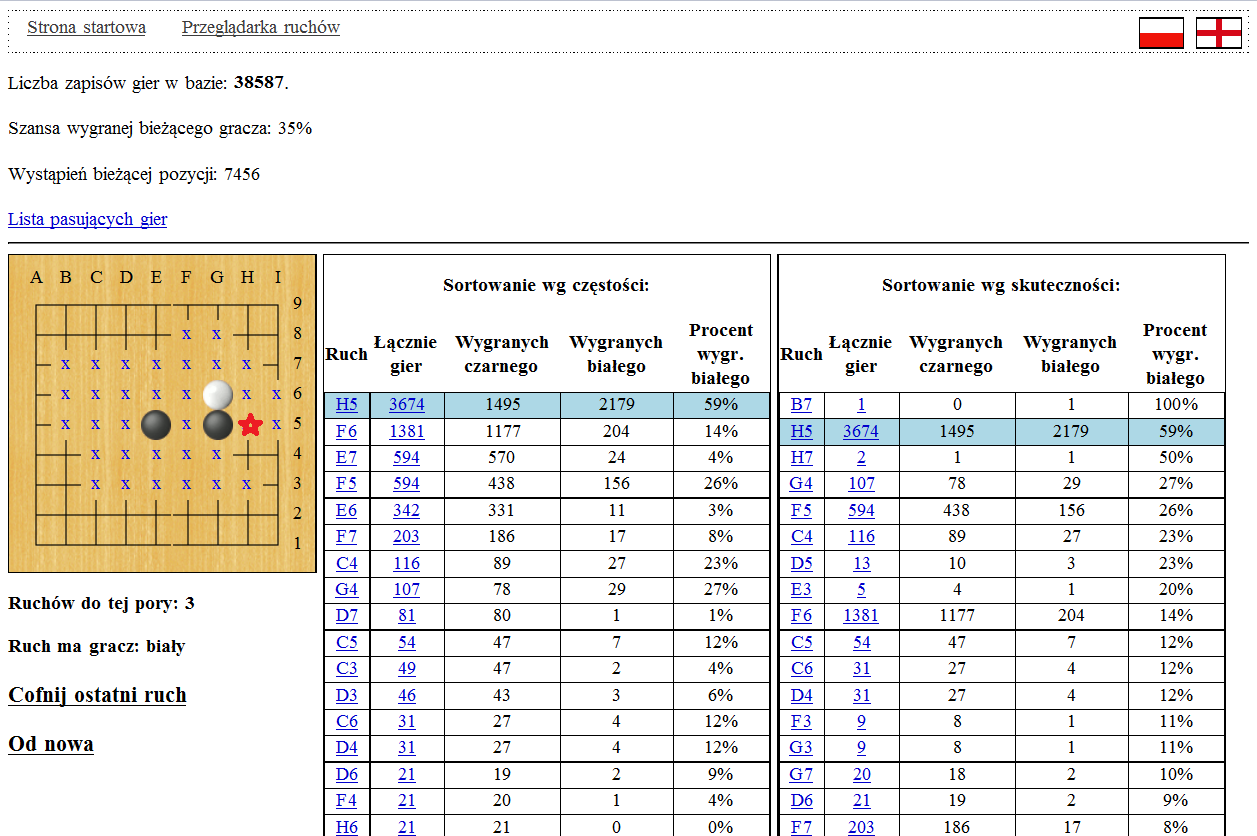 Strona startowa Przeglądarka ruchów
Liczba zapisów gier w bazie: 38587.
Szansa wygranej bieżącego gracza: 35%
Wystąpień bieżącej pozycji: 7456
Lista pasujących gier
A B C D E F G H I
9
x x 8
x x x x x x x 7
x x x x x x x 6
x x x x x 5
x x x x x 4
x x x x x x 3
2
1
Ruchów do tej pory: 3
Ruch ma gracz: biały
Cofnij ostatni ruch
Od nowa
Sortowanie wg częstości:
Ruch Łącznie gier Wygranych czarnego Wygranych białego Procent wygr. białego
H5 3674 1495 2179 59%
F6 1381 1177 204 14%
E7 594 570 24 4%
F5 594 438 156 26%
E6 342 331 11 3%
F7 203 186 17 8%
C4 116 89 27 23%
G4 107 78 29 27%
D7 81 80 1 1%
C5 54 47 7 12%
C3 49 47 2 4%
D3 46 43 3 6%
C6 31 27 4 12%
D4 31 27 4 12%
D6 21 19 2 9%
F4 21 20 1 4%
H6 21 21 0 0%
Sortowanie wg skuteczności:
Ruch Łącznie gier Wygranych czarnego Wygranych białego Procent wygr. białego
B7 1 0 1 100%
H5 3674 1495 2179 59%
H7 2 1 1 50%
G4 107 78 29 27%
F5 594 438 156 26%
C4 116 89 27 23%
D5 13 10 3 23%
E3 5 4 1 20%
F6 1381 1177 204 14%
C5 54 47 7 12%
C6 31 27 4 12%
D4 31 27 4 12%
F3 9 8 1 11%
G3 9 8 1 11%
G7 20 18 2 10%
D6 21 19 2 9%
F7 203 186 17 8%